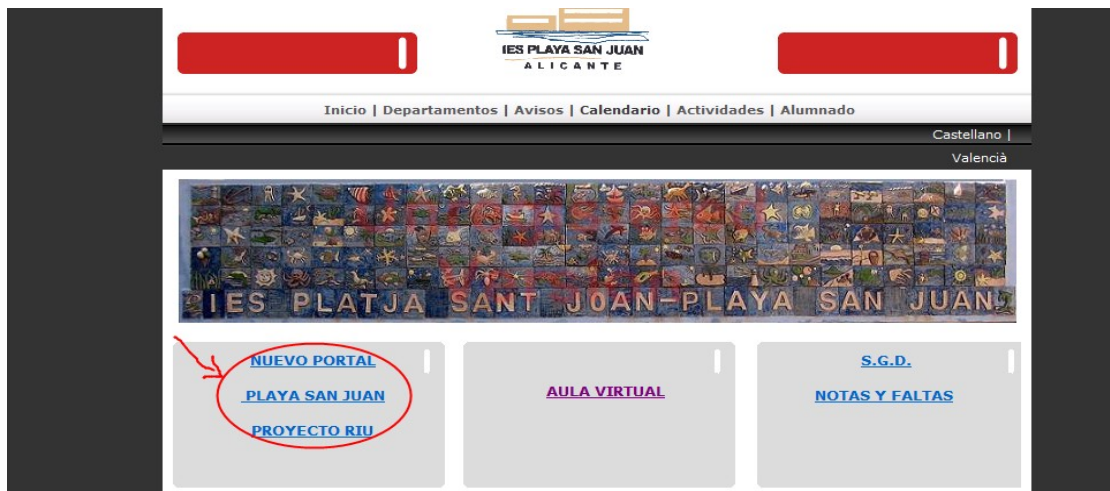 IES PLAYA SAN JUAN
ALICANTE
Inicio | Departamentos | Avisos | Calendario | Actividades | Alumnado
Castellano |
Valencià
IES PLATJA SANT JOAN-PLAYA SAN JUAN
NUEVO PORTAL
PLAYA SAN JUAN
PROYECTO RIU
AULA VIRTUAL
S.G.D.
NOTAS Y FALTAS